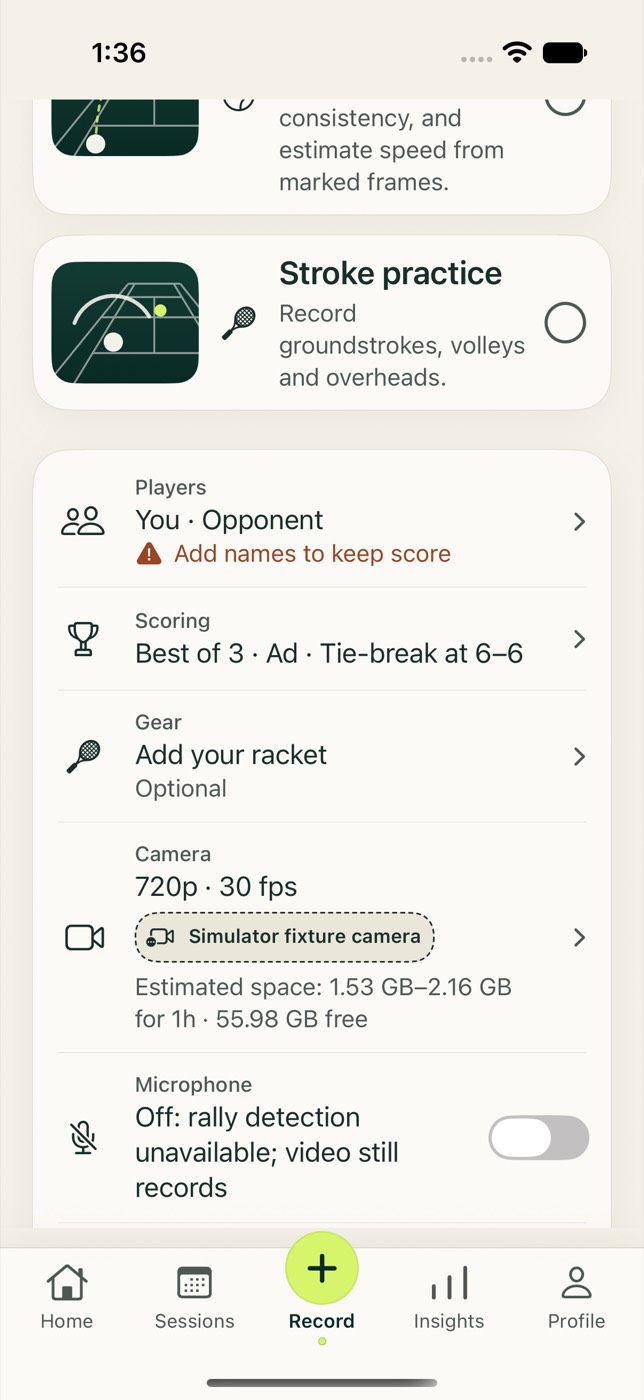 1:36
consistency, and
estimate speed from
marked frames.
Stroke practice
Record
groundstrokes, volleys
and overheads.
Players
You · Opponent
Add names to keep score
Scoring
Best of 3 · Ad · Tie-break at 6–6
Gear
Add your racket
Optional
Camera
720p · 30 fps
Simulator fixture camera
Estimated space: 1.53 GB–2.16 GB
for 1h · 55.98 GB free
Microphone
Off: rally detection
unavailable; video still
records
Home
Sessions
Record
Insights
Profile